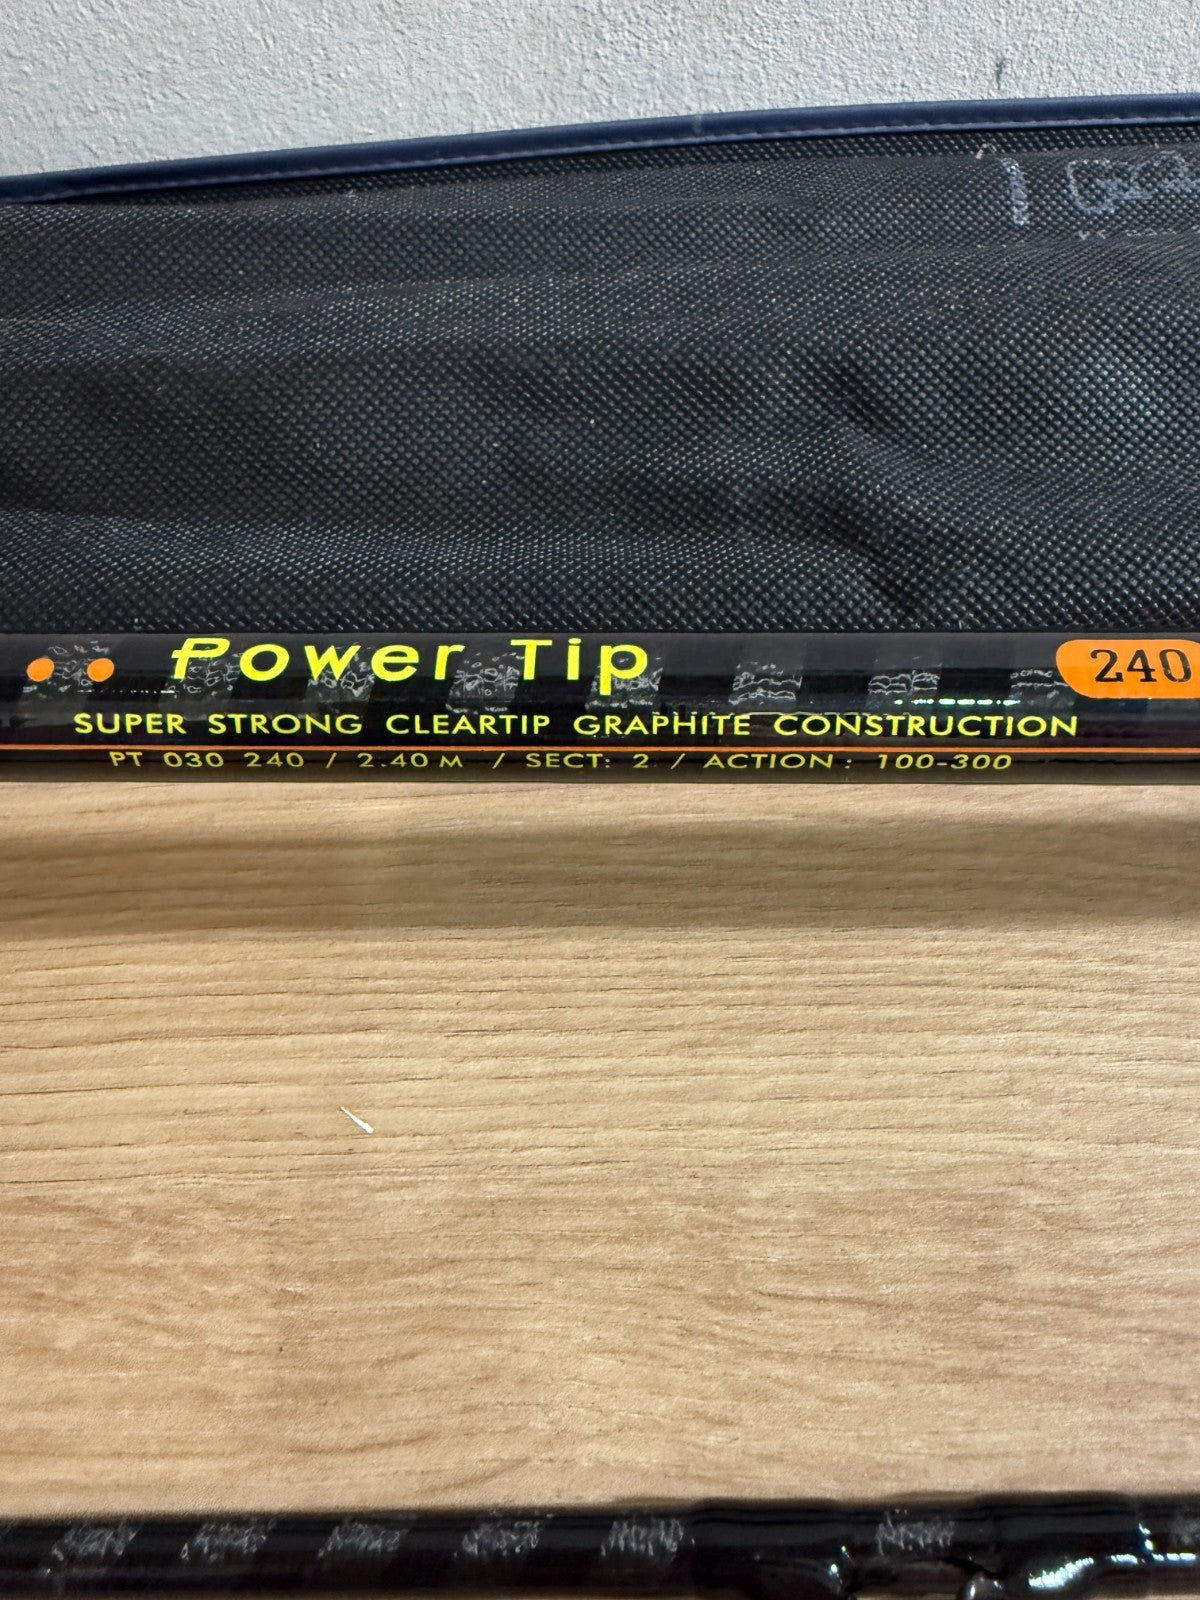 Power Tip
240
SUPER STRONG CLEARTIP GRAPHITE CONSTRUCTION
PT 030 240 / 2.40 M / SECT: 2 / ACTION: 100-300